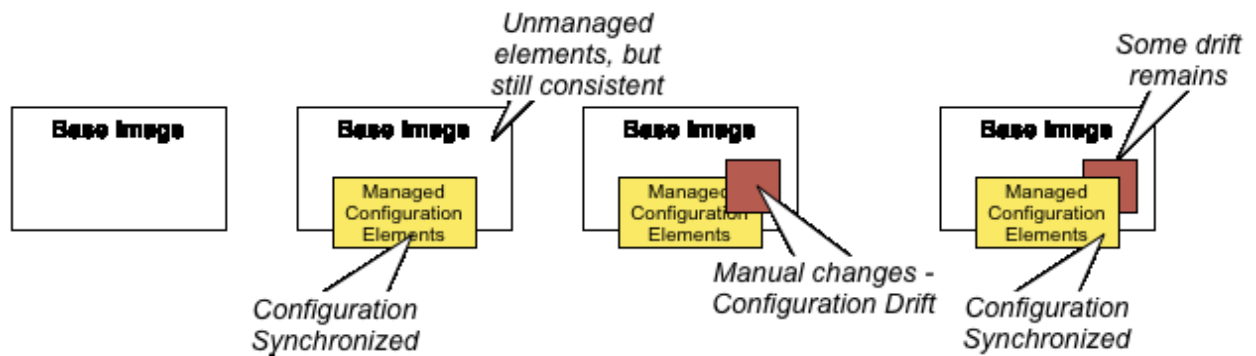 Unmanaged
elements, but
still consistent
Some drift
remains
Base Image
Base Image
Base Image
Base Image
Managed
Configuration
Elements
Managed
Configuration
Elements
Managed
Configuration
Elements
Configuration
Synchronized
Manual changes -
Configuration Drift
Configuration
Synchronized